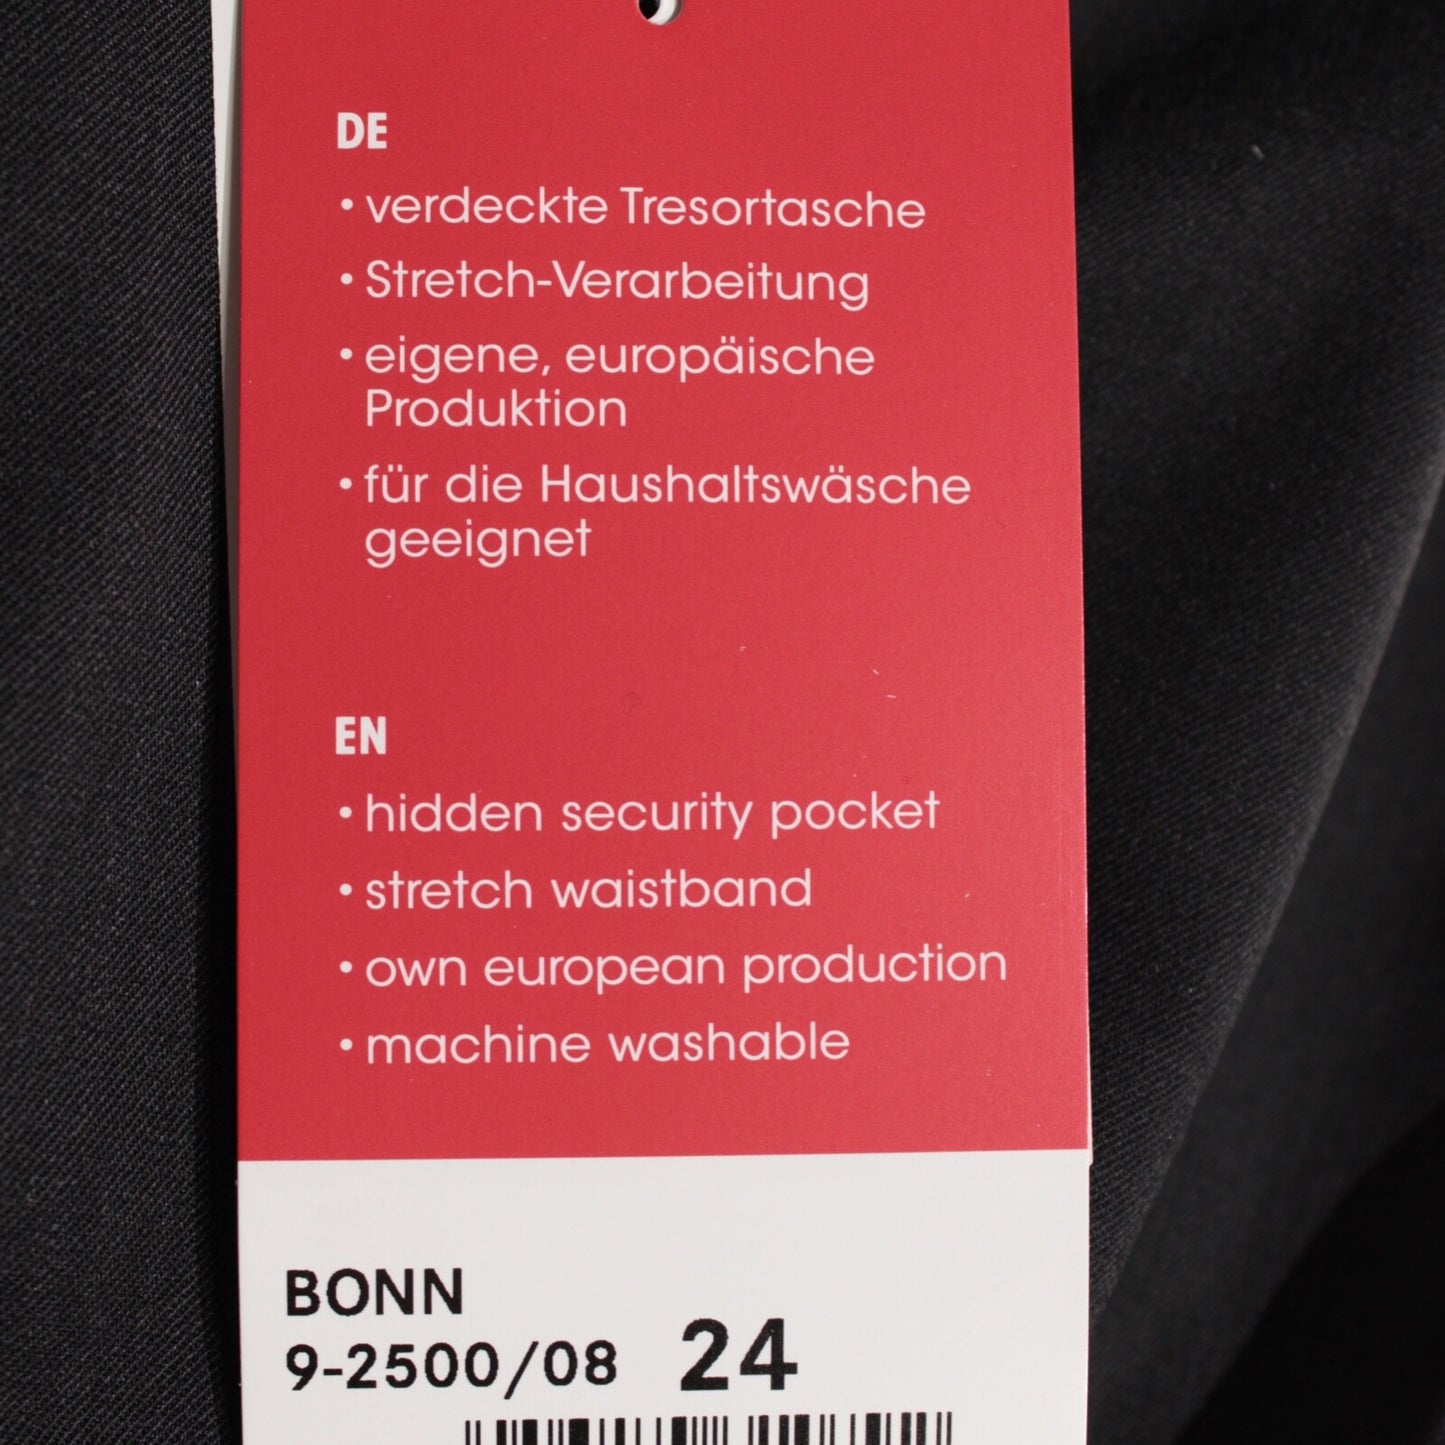 DE
• verdeckte Tresortasche
• Stretch-Verarbeitung
• eigene, europäische
Produktion
• für die Haushaltswäsche
geeignet
EN
• hidden security pocket
• stretch waistband
• own european production
• machine washable
BONN
9-2500/08 24